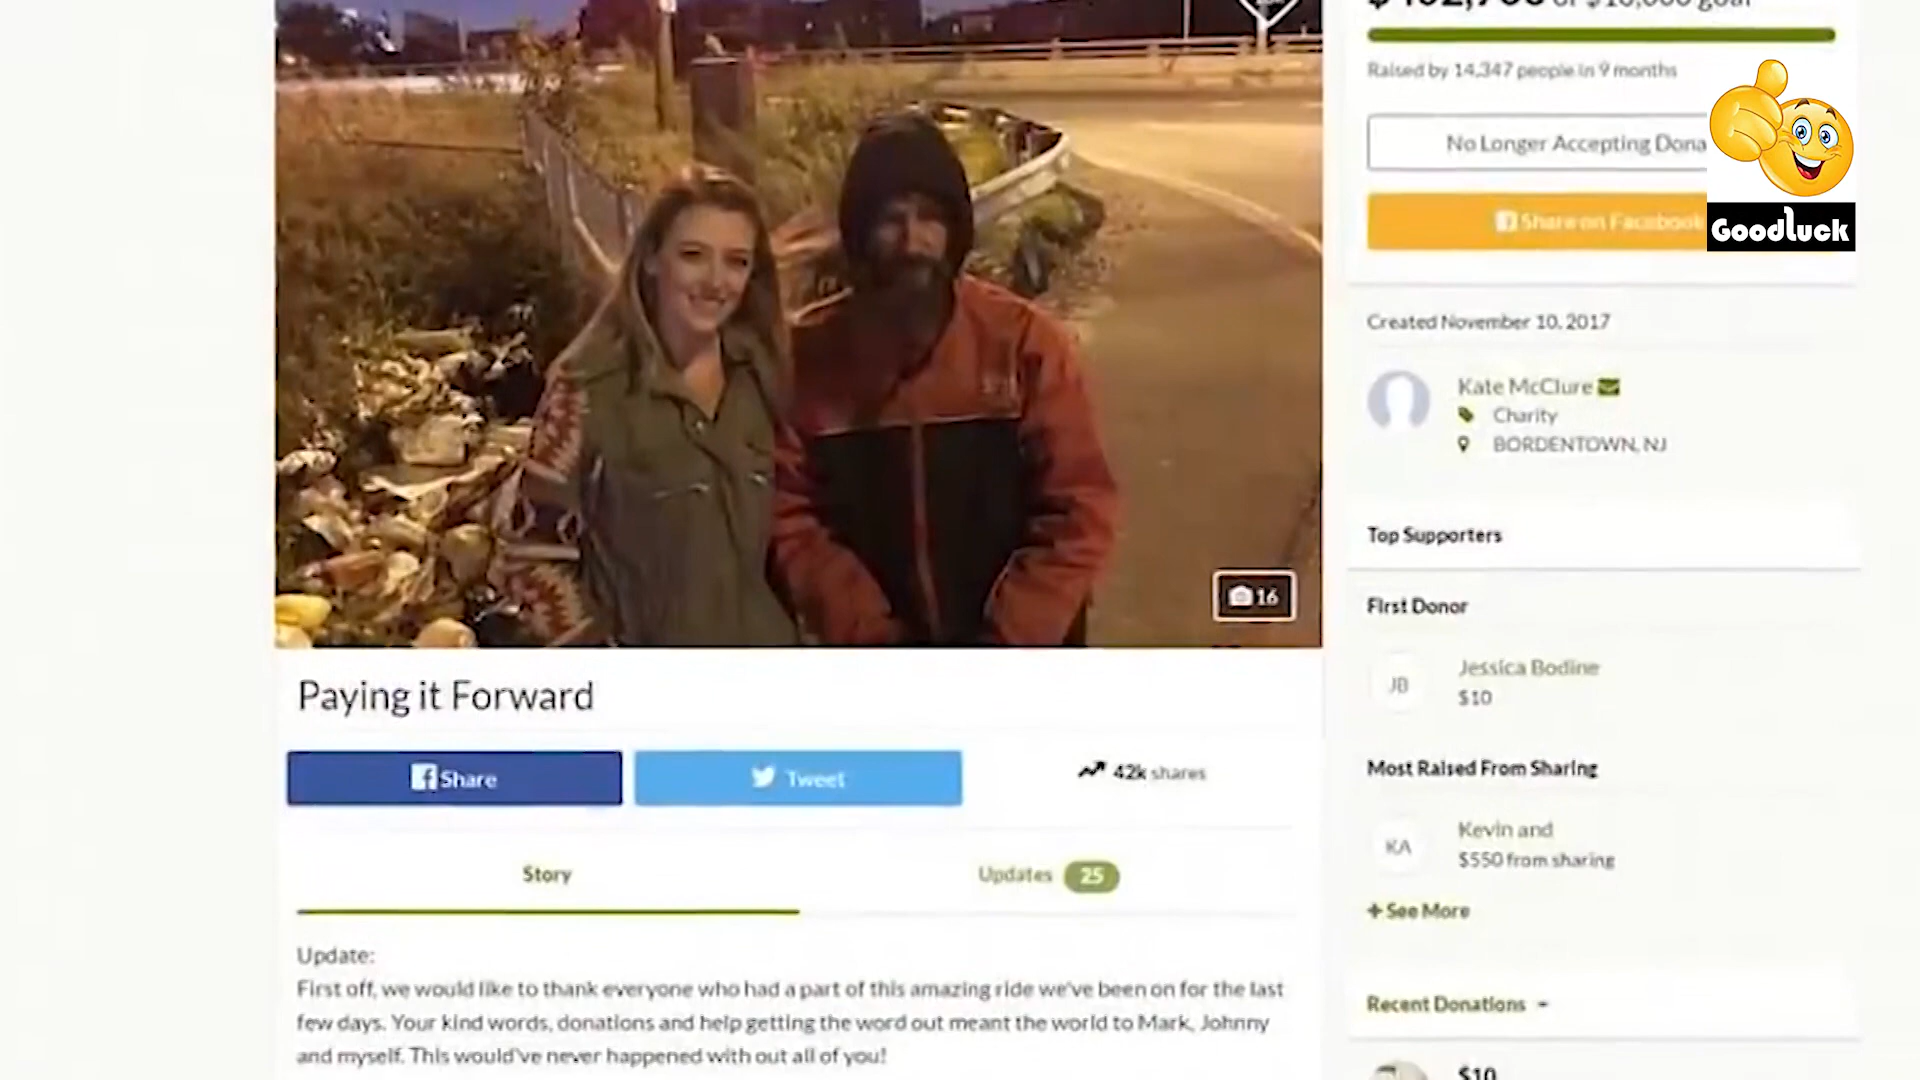 of $10,000 goal
Raised by 14,347 people in 9 months
No Longer Accepting Dona
Share on Facebook
Goodluck
Created November 10, 2017
Kate McClure
Charity
BORDENTOWN, NJ
Top Supporters
First Donor
JB
Jessica Bodine
$10
Most Raised From Sharing
KA
Kevin and
$550 from sharing
+ See More
Recent Donations
$10
16
Paying it Forward
Share
Tweet
42k shares
Story
Updates 25
Update:
First off, we would like to thank everyone who had a part of this amazing ride we've been on for the last
few days. Your kind words, donations and help getting the word out meant the world to Mark, Johnny
and myself. This would've never happened with out all of you!